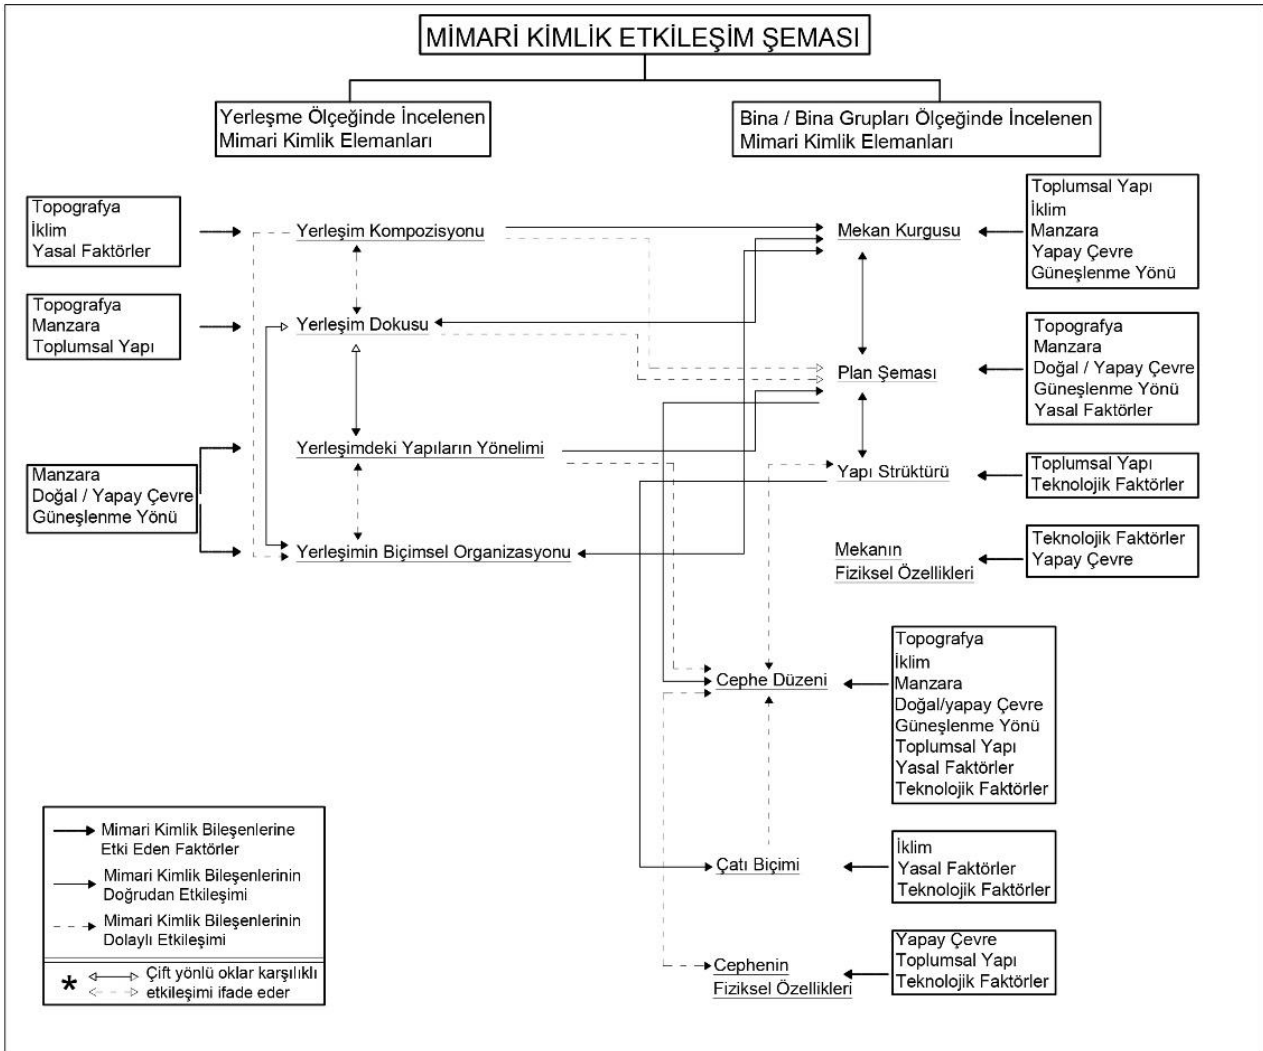 MİMARİ KİMLİK ETKİLEŞİM ŞEMASI
Yerleşme Ölçeğinde İncelenen
Mimari Kimlik Elemanları
Bina / Bina Grupları Ölçeğinde İncelenen
Mimari Kimlik Elemanları
Topografya
İklim
Yasal Faktörler
Topografya
Manzara
Toplumsal Yapı
Manzara
Doğal / Yapay Çevre
Güneşlenme Yönü
Yerleşim Kompozisyonu
Yerleşim Dokusu
Yerleşimdeki Yapıların Yönelimi
Yerleşimin Biçimsel Organizasyonu
Mekan Kurgusu
Plan Şeması
Yapı Strüktürü
Mekanın
Fiziksel Özellikleri
Cephe Düzeni
Çatı Biçimi
Cephenin
Fiziksel Özellikleri
Toplumsal Yapı
İklim
Manzara
Yapay Çevre
Güneşlenme Yönü
Topografya
Manzara
Doğal / Yapay Çevre
Güneşlenme Yönü
Yasal Faktörler
Toplumsal Yapı
Teknolojik Faktörler
Teknolojik Faktörler
Yapay Çevre
Topografya
İklim
Manzara
Doğal/yapay Çevre
Güneşlenme Yönü
Toplumsal Yapı
Yasal Faktörler
Teknolojik Faktörler
İklim
Yasal Faktörler
Teknolojik Faktörler
Yapay Çevre
Toplumsal Yapı
Teknolojik Faktörler
Mimari Kimlik Bileşenlerine
Etki Eden Faktörler
Mimari Kimlik Bileşenlerinin
Doğrudan Etkileşimi
Mimari Kimlik Bileşenlerinin
Dolaylı Etkileşimi
* Çift yönlü oklar karşılıklı
etkileşimi ifade eder